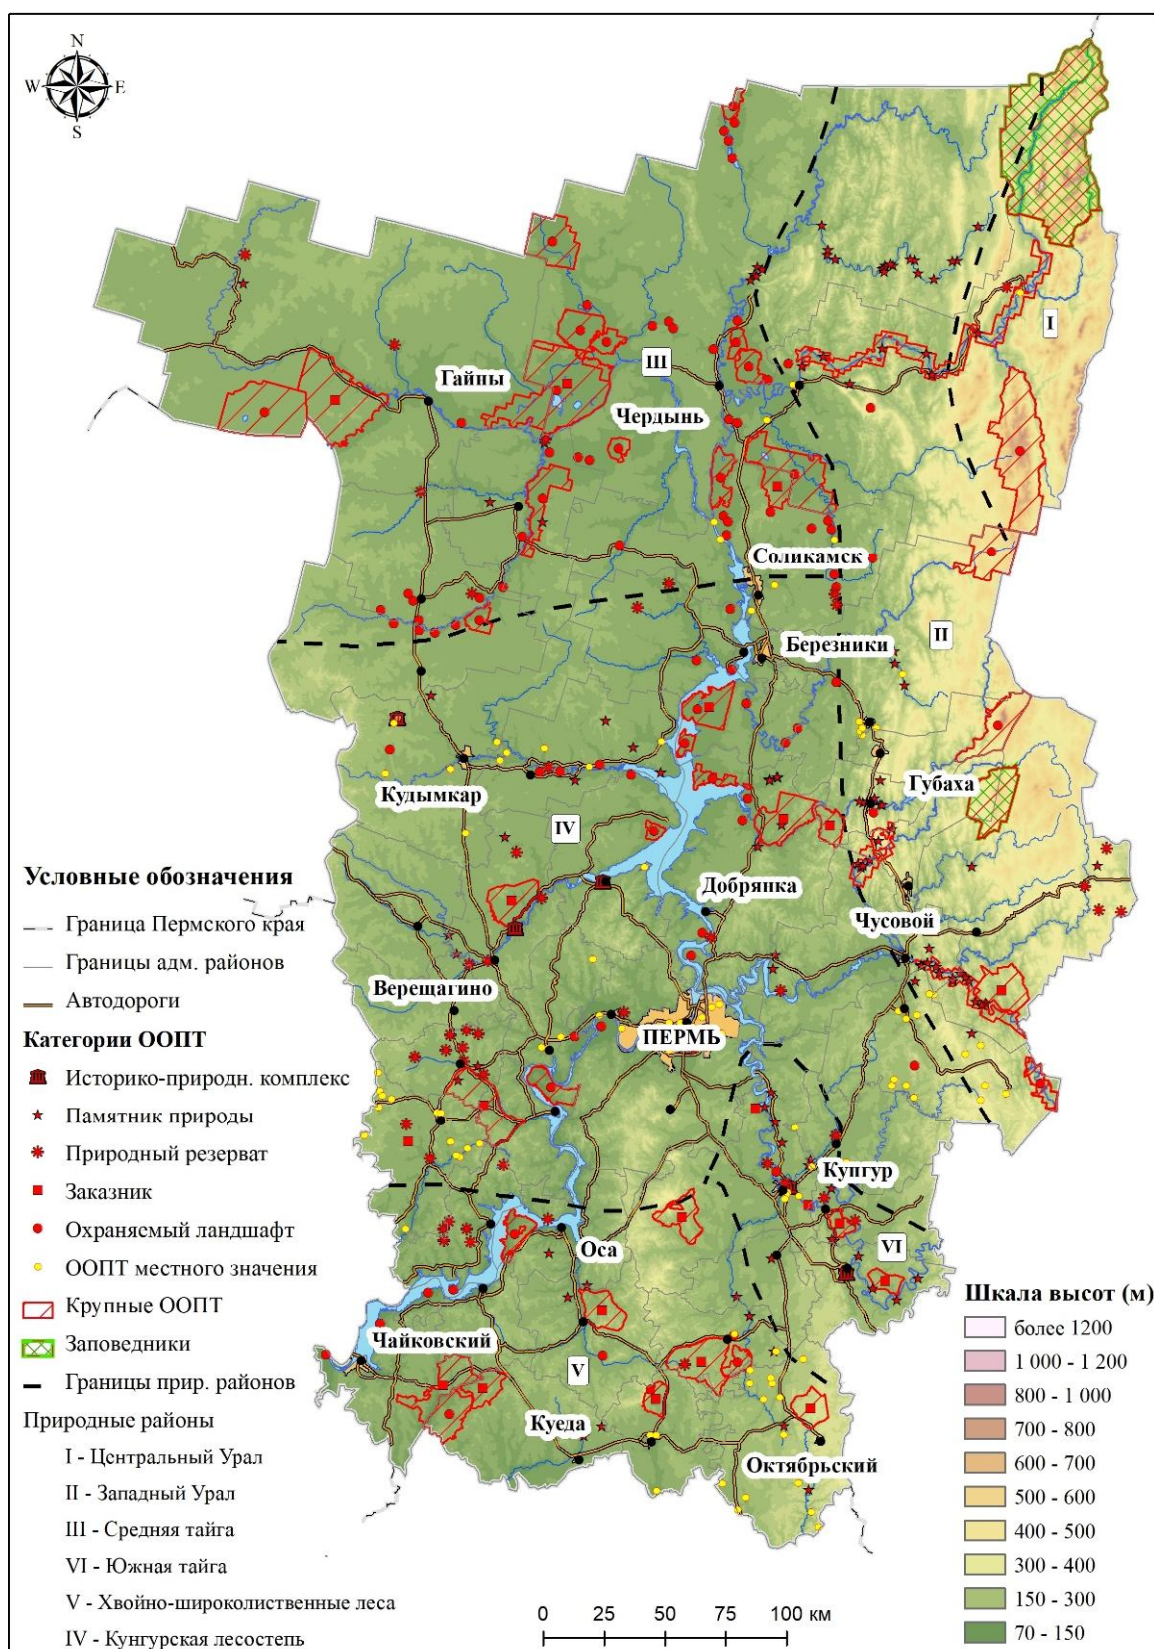 N
W E
S
I
Гайны
III
Чердынь
Соликамск
II
Березники
Губаха
Кудымкар
IV
Добрянка
Чусовой
Верещагино
ПЕРМЬ
Кунгур
VI
Оса
Чайковский
V
Куеда
Октябрьский
Условные обозначения
Граница Пермского края
Границы адм. районов
Автодороги
Категории ООПТ
Историко-природн. комплекс
Памятник природы
Природный резерват
Заказник
Охраняемый ландшафт
ООПТ местного значения
Крупные ООПТ
Заповедники
Границы прир. районов
Природные районы
I - Центральный Урал
II - Западный Урал
III - Средняя тайга
VI - Южная тайга
V - Хвойно-широколиственные леса
IV - Кунгурская лесостепь
0 25 50 75 100 км
Шкала высот (м)
более 1200
1 000 - 1 200
800 - 1 000
700 - 800
600 - 700
500 - 600
400 - 500
300 - 400
150 - 300
70 - 150